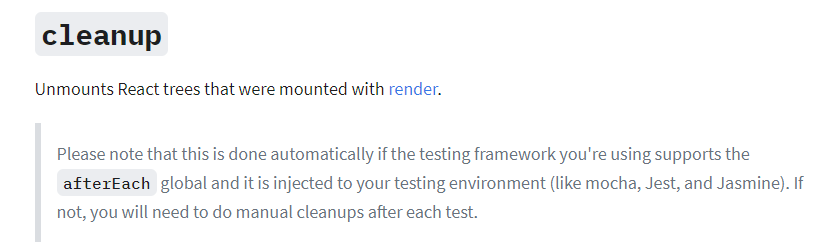 cleanup
Unmounts React trees that were mounted with render.
Please note that this is done automatically if the testing framework you're using supports the
afterEach global and it is injected to your testing environment (like mocha, Jest, and Jasmine). If
not, you will need to do manual cleanups after each test.